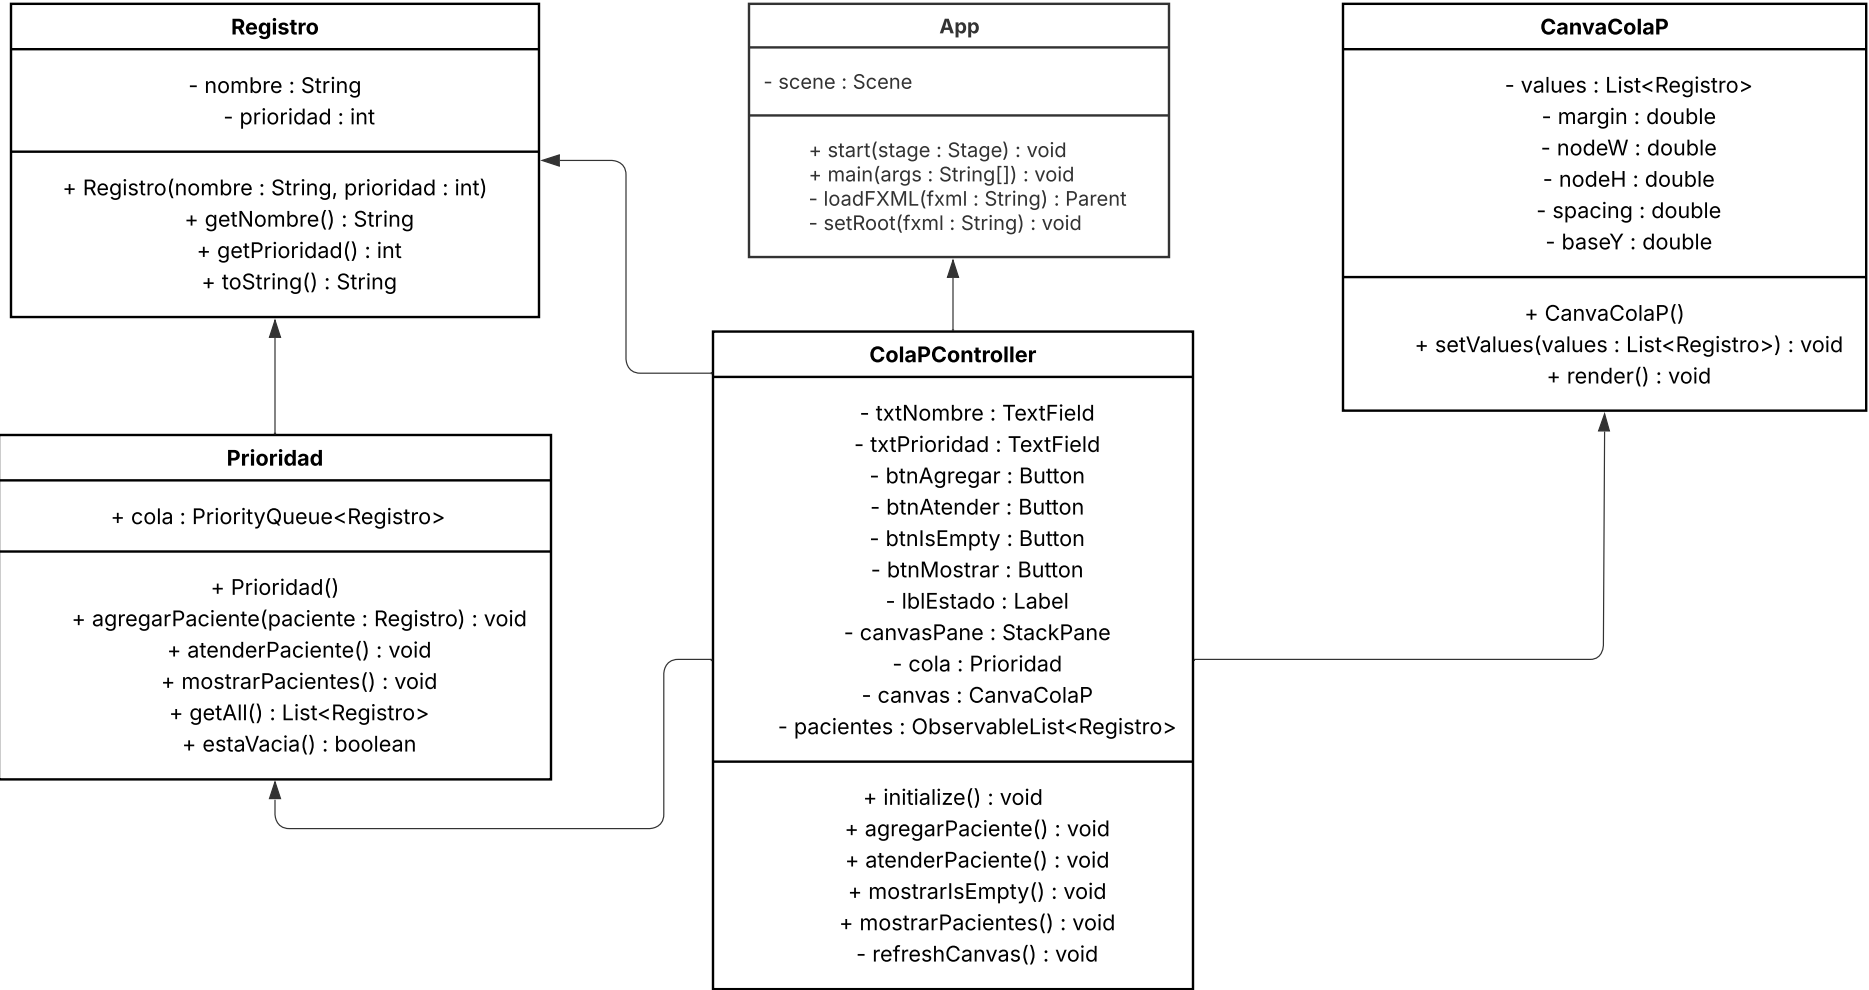 Registro
- nombre : String
- prioridad : int
+ Registro(nombre : String, prioridad : int)
+ getNombre() : String
+ getPrioridad() : int
+ toString() : String
App
- scene : Scene
+ start(stage : Stage) : void
+ main(args : String[]) : void
- loadFXML(fxml : String) : Parent
- setRoot(fxml : String) : void
CanvaColaP
- values : List<Registro>
- margin : double
- nodeW : double
- nodeH : double
- spacing : double
- baseY : double
+ CanvaColaP()
+ setValues(values : List<Registro>) : void
+ render() : void
Prioridad
+ cola : PriorityQueue<Registro>
+ Prioridad()
+ agregarPaciente(paciente : Registro) : void
+ atenderPaciente() : void
+ mostrarPacientes() : void
+ getAll() : List<Registro>
+ estaVacia() : boolean
ColaPController
- txtNombre : TextField
- txtPrioridad : TextField
- btnAgregar : Button
- btnAtender : Button
- btnIsEmpty : Button
- btnMostrar : Button
- lblEstado : Label
- canvasPane : StackPane
- cola : Prioridad
- canvas : CanvaColaP
- pacientes : ObservableList<Registro>
+ initialize() : void
+ agregarPaciente() : void
+ atenderPaciente() : void
+ mostrarIsEmpty() : void
+ mostrarPacientes() : void
- refreshCanvas() : void